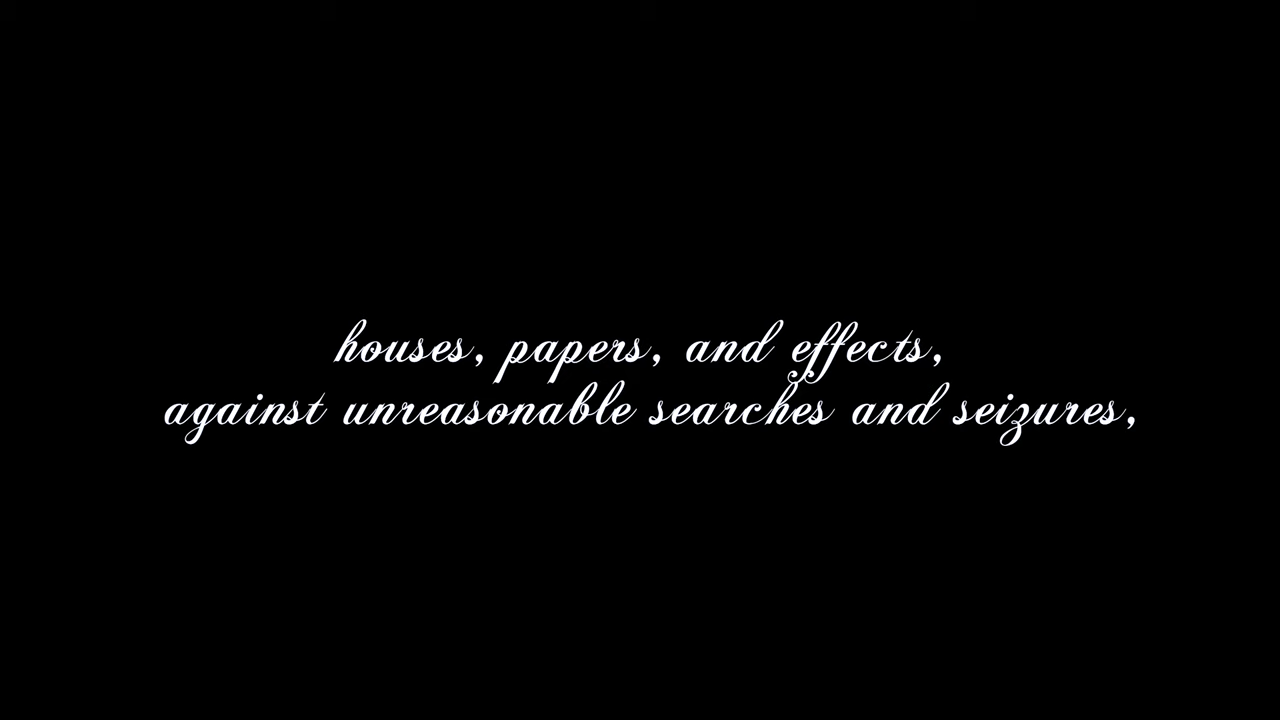 houses, papers, and effects,
against unreasonable searches and seizures,